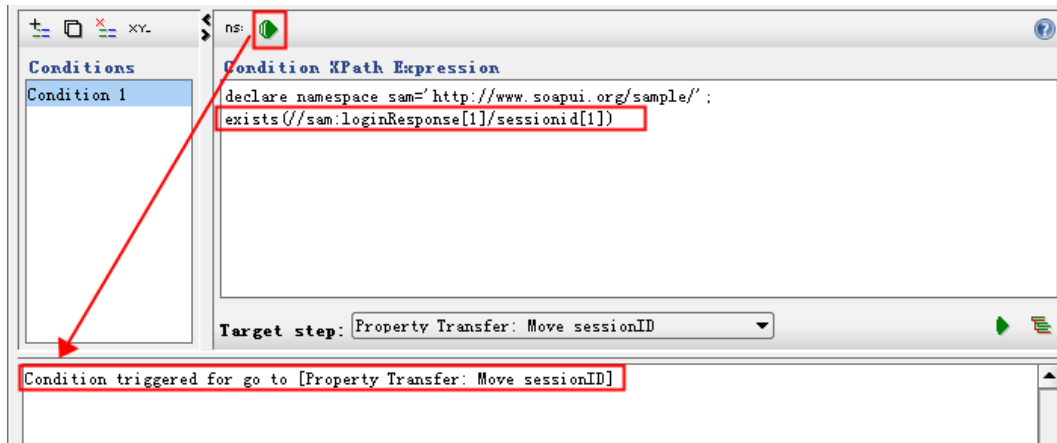 XY-
ns:
Conditions
Condition XPath Expression
Condition 1
declare namespace sam='http://www.soapui.org/sample/';
exists(//sam:loginResponse[1]/sessionid[1])
Target step: Property Transfer: Move sessionID
Condition triggered for go to [Property Transfer: Move sessionID]